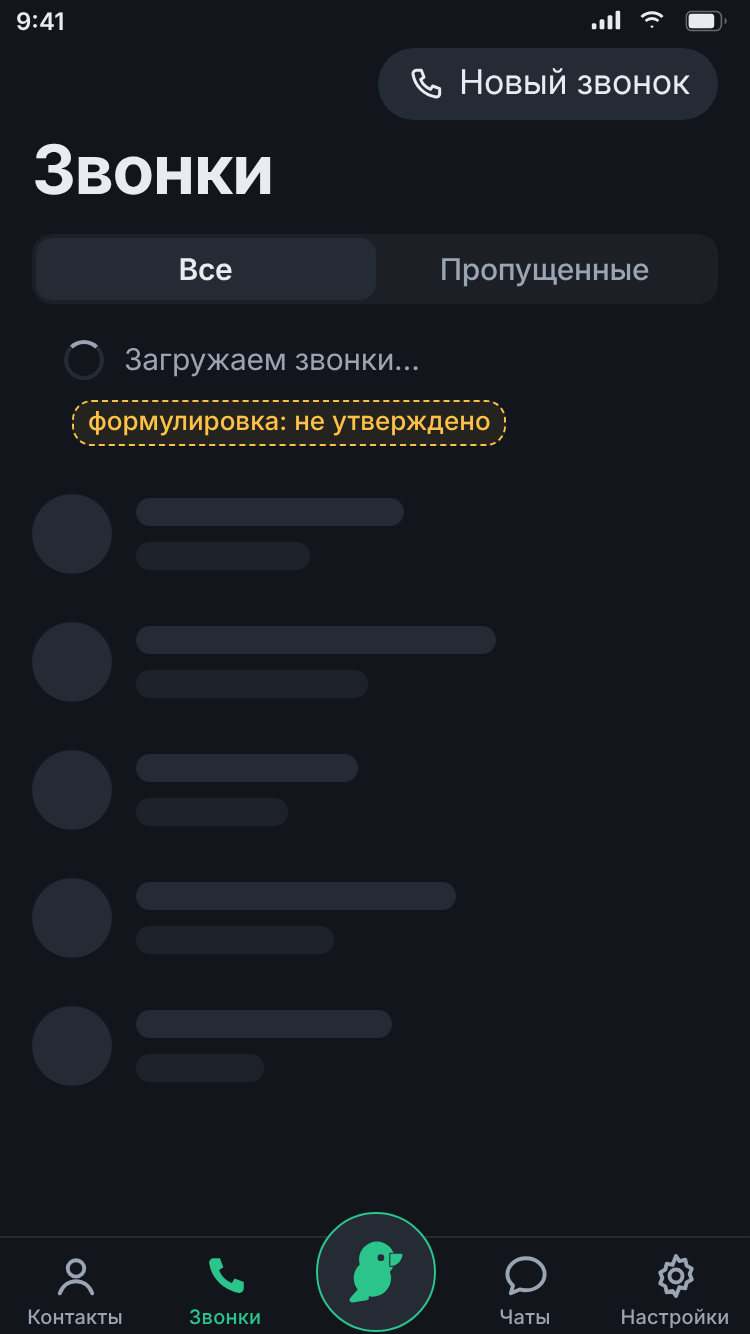 9:41
Новый звонок
Звонки
Все
Пропущенные
Загружаем звонки...
формулировка: не утверждено
Контакты
Звонки
Чаты
Настройки